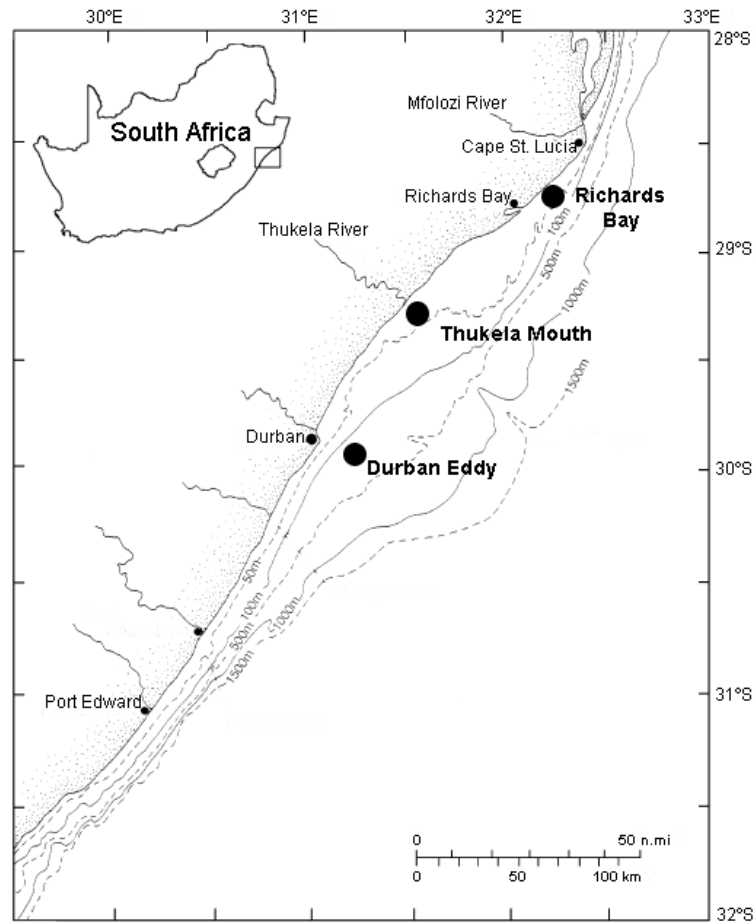 30°E
31°E
32°E
33°E
28°S
Mfolozi River
South Africa
Cape St. Lucia
Richards Bay
Richards
Bay
100m
500m
Thukela River
29°S
1000m
Thukela Mouth
1500m
Durban
Durban Eddy
30°S
50m
100m
500m
1000m
1500m
Port Edward
31°S
0
50 n.mi
0
50
100 km
32°S